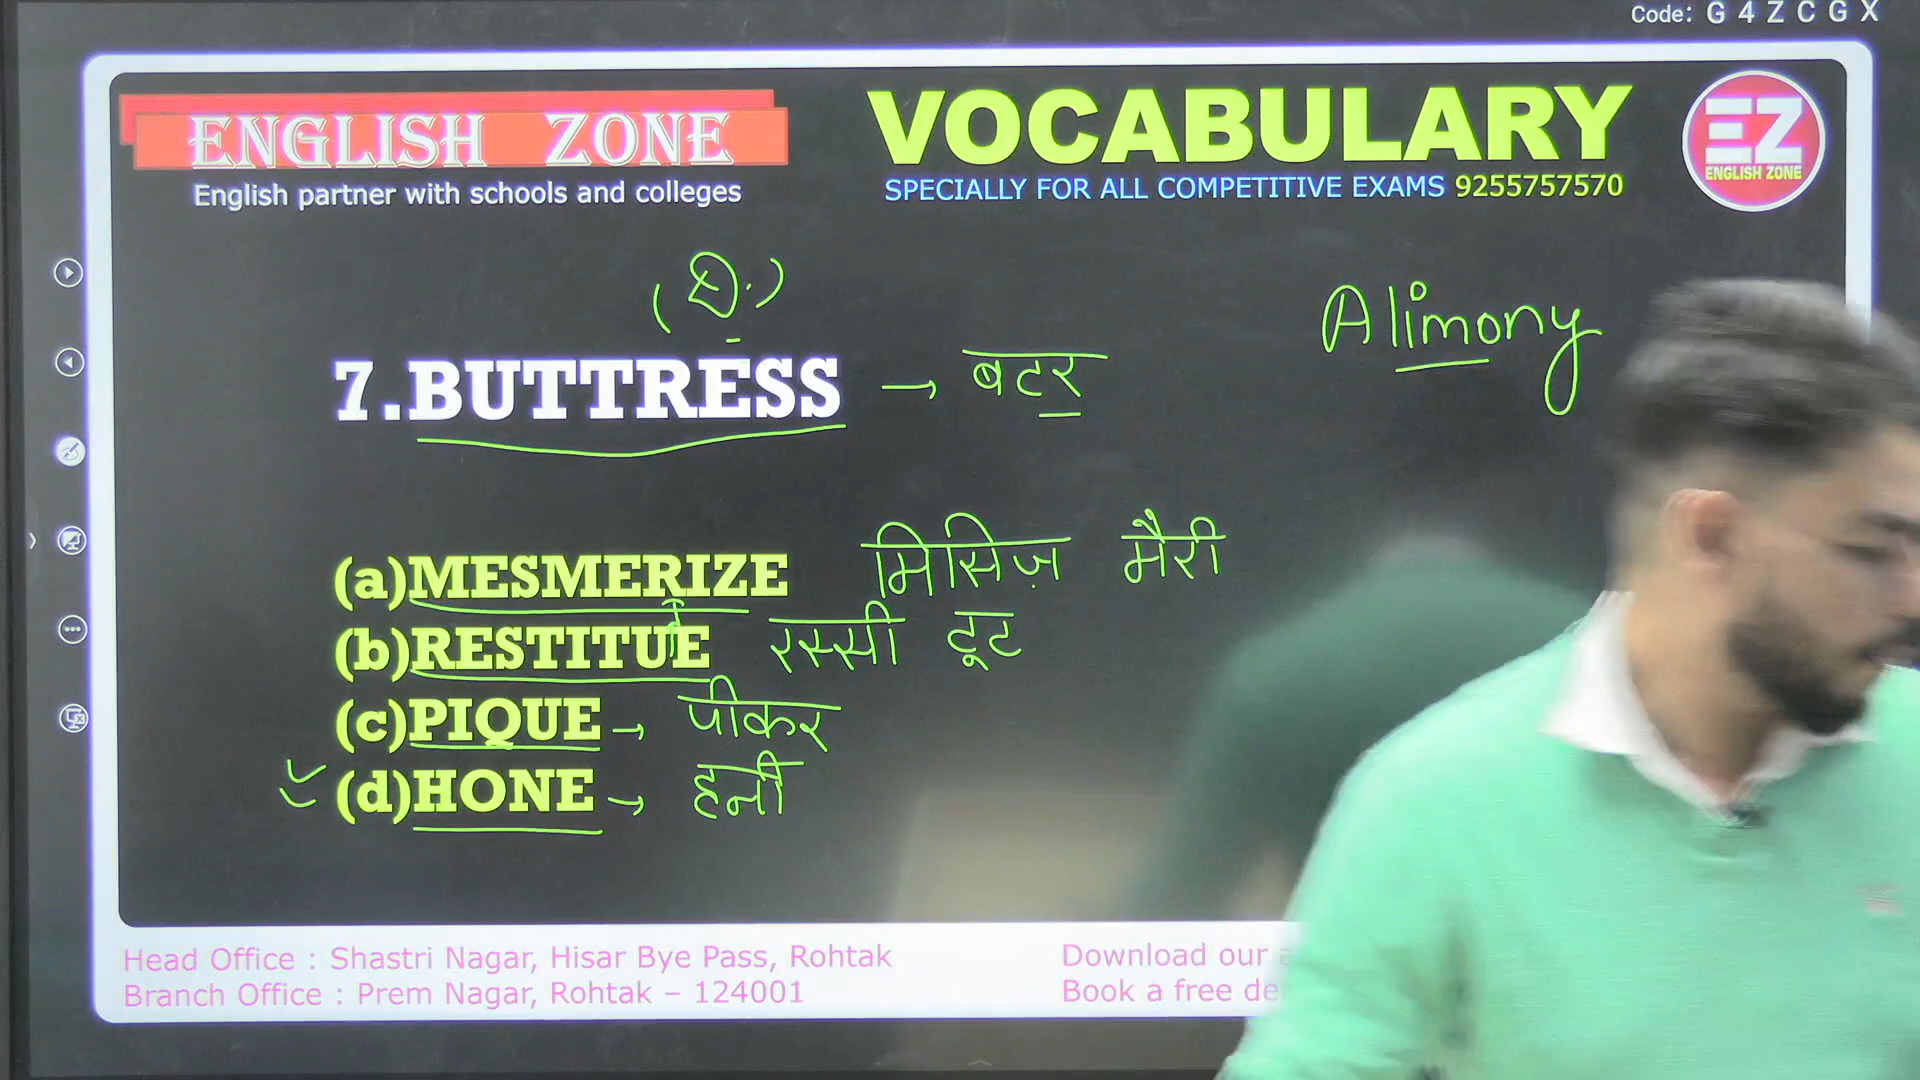 Code: G 4 Z C G X
ENGLISH ZONE
English partner with schools and colleges
VOCABULARY
SPECIALLY FOR ALL COMPETITIVE EXAMS 9255757570
EZ
ENGLISH ZONE
Alimony
7.BUTTRESS → बटर
(a)MESMERIZE मिसिज़ मैरी
(b)RESTITUE रस्सी टूट
(c)PIQUE → पीकर
(d)HONE → हनी
Head Office : Shastri Nagar, Hisar Bye Pass, Rohtak
Branch Office : Prem Nagar, Rohtak – 124001
Download our
Book a free